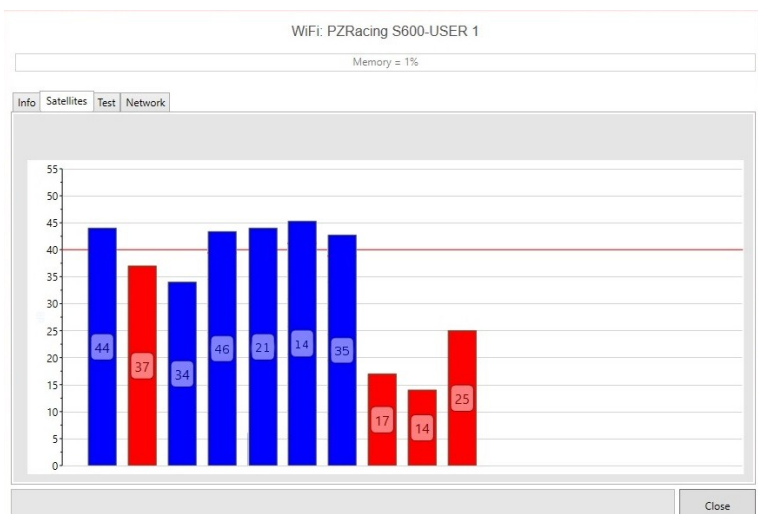 WiFi: PZRacing S600-USER 1
Memory = 1%
Info Satellites Test Network
55
50
45
40
35
30
25
20
15
10
5
0
44 37 34 46 21 14 35 17 14 25
Close